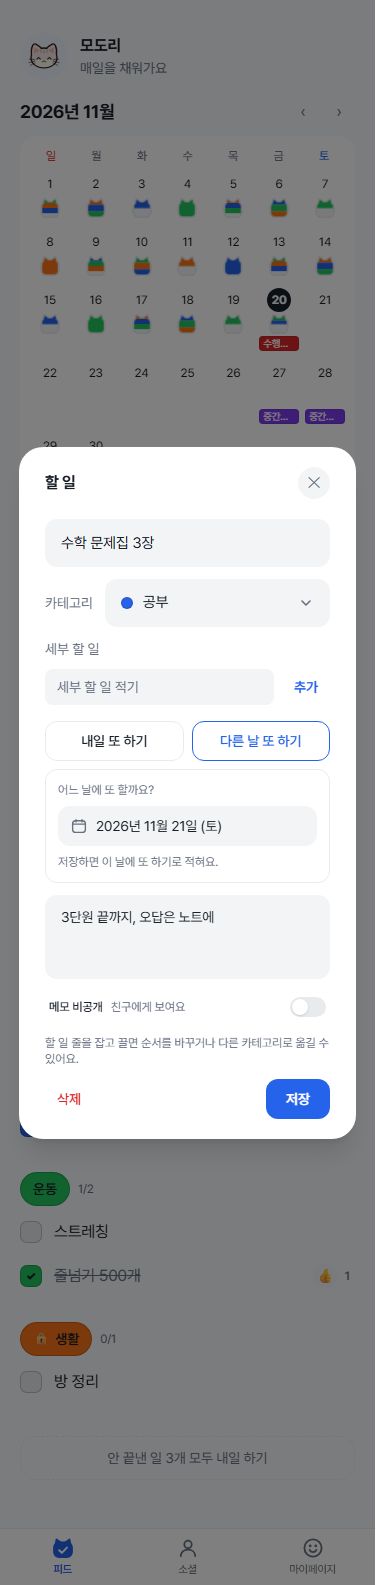 모도리
매일을 채워가요
2026년 11월
일 월 화 수 목 금 토
1 2 3 4 5 6 7
8 9 10 11 12 13 14
15 16 17 18 19 20 21
수행...
22 23 24 25 26 27 28
중간... 중간...
29 30
할 일
수학 문제집 3장
카테고리 공부
세부 할 일
세부 할 일 적기 추가
내일 또 하기 다른 날 또 하기
어느 날에 또 할까요?
2026년 11월 21일 (토)
저장하면 이 날에 또 하기로 적혀요.
3단원 끝까지, 오답은 노트에
메모 비공개 친구에게 보여요
할 일 줄을 잡고 끌면 순서를 바꾸거나 다른 카테고리로 옮길 수
있어요.
삭제 저장
운동 1/2
스트레칭
줄넘기 500개 1
생활 0/1
방 정리
안 끝낸 일 3개 모두 내일 하기
피드 소셜 마이페이지